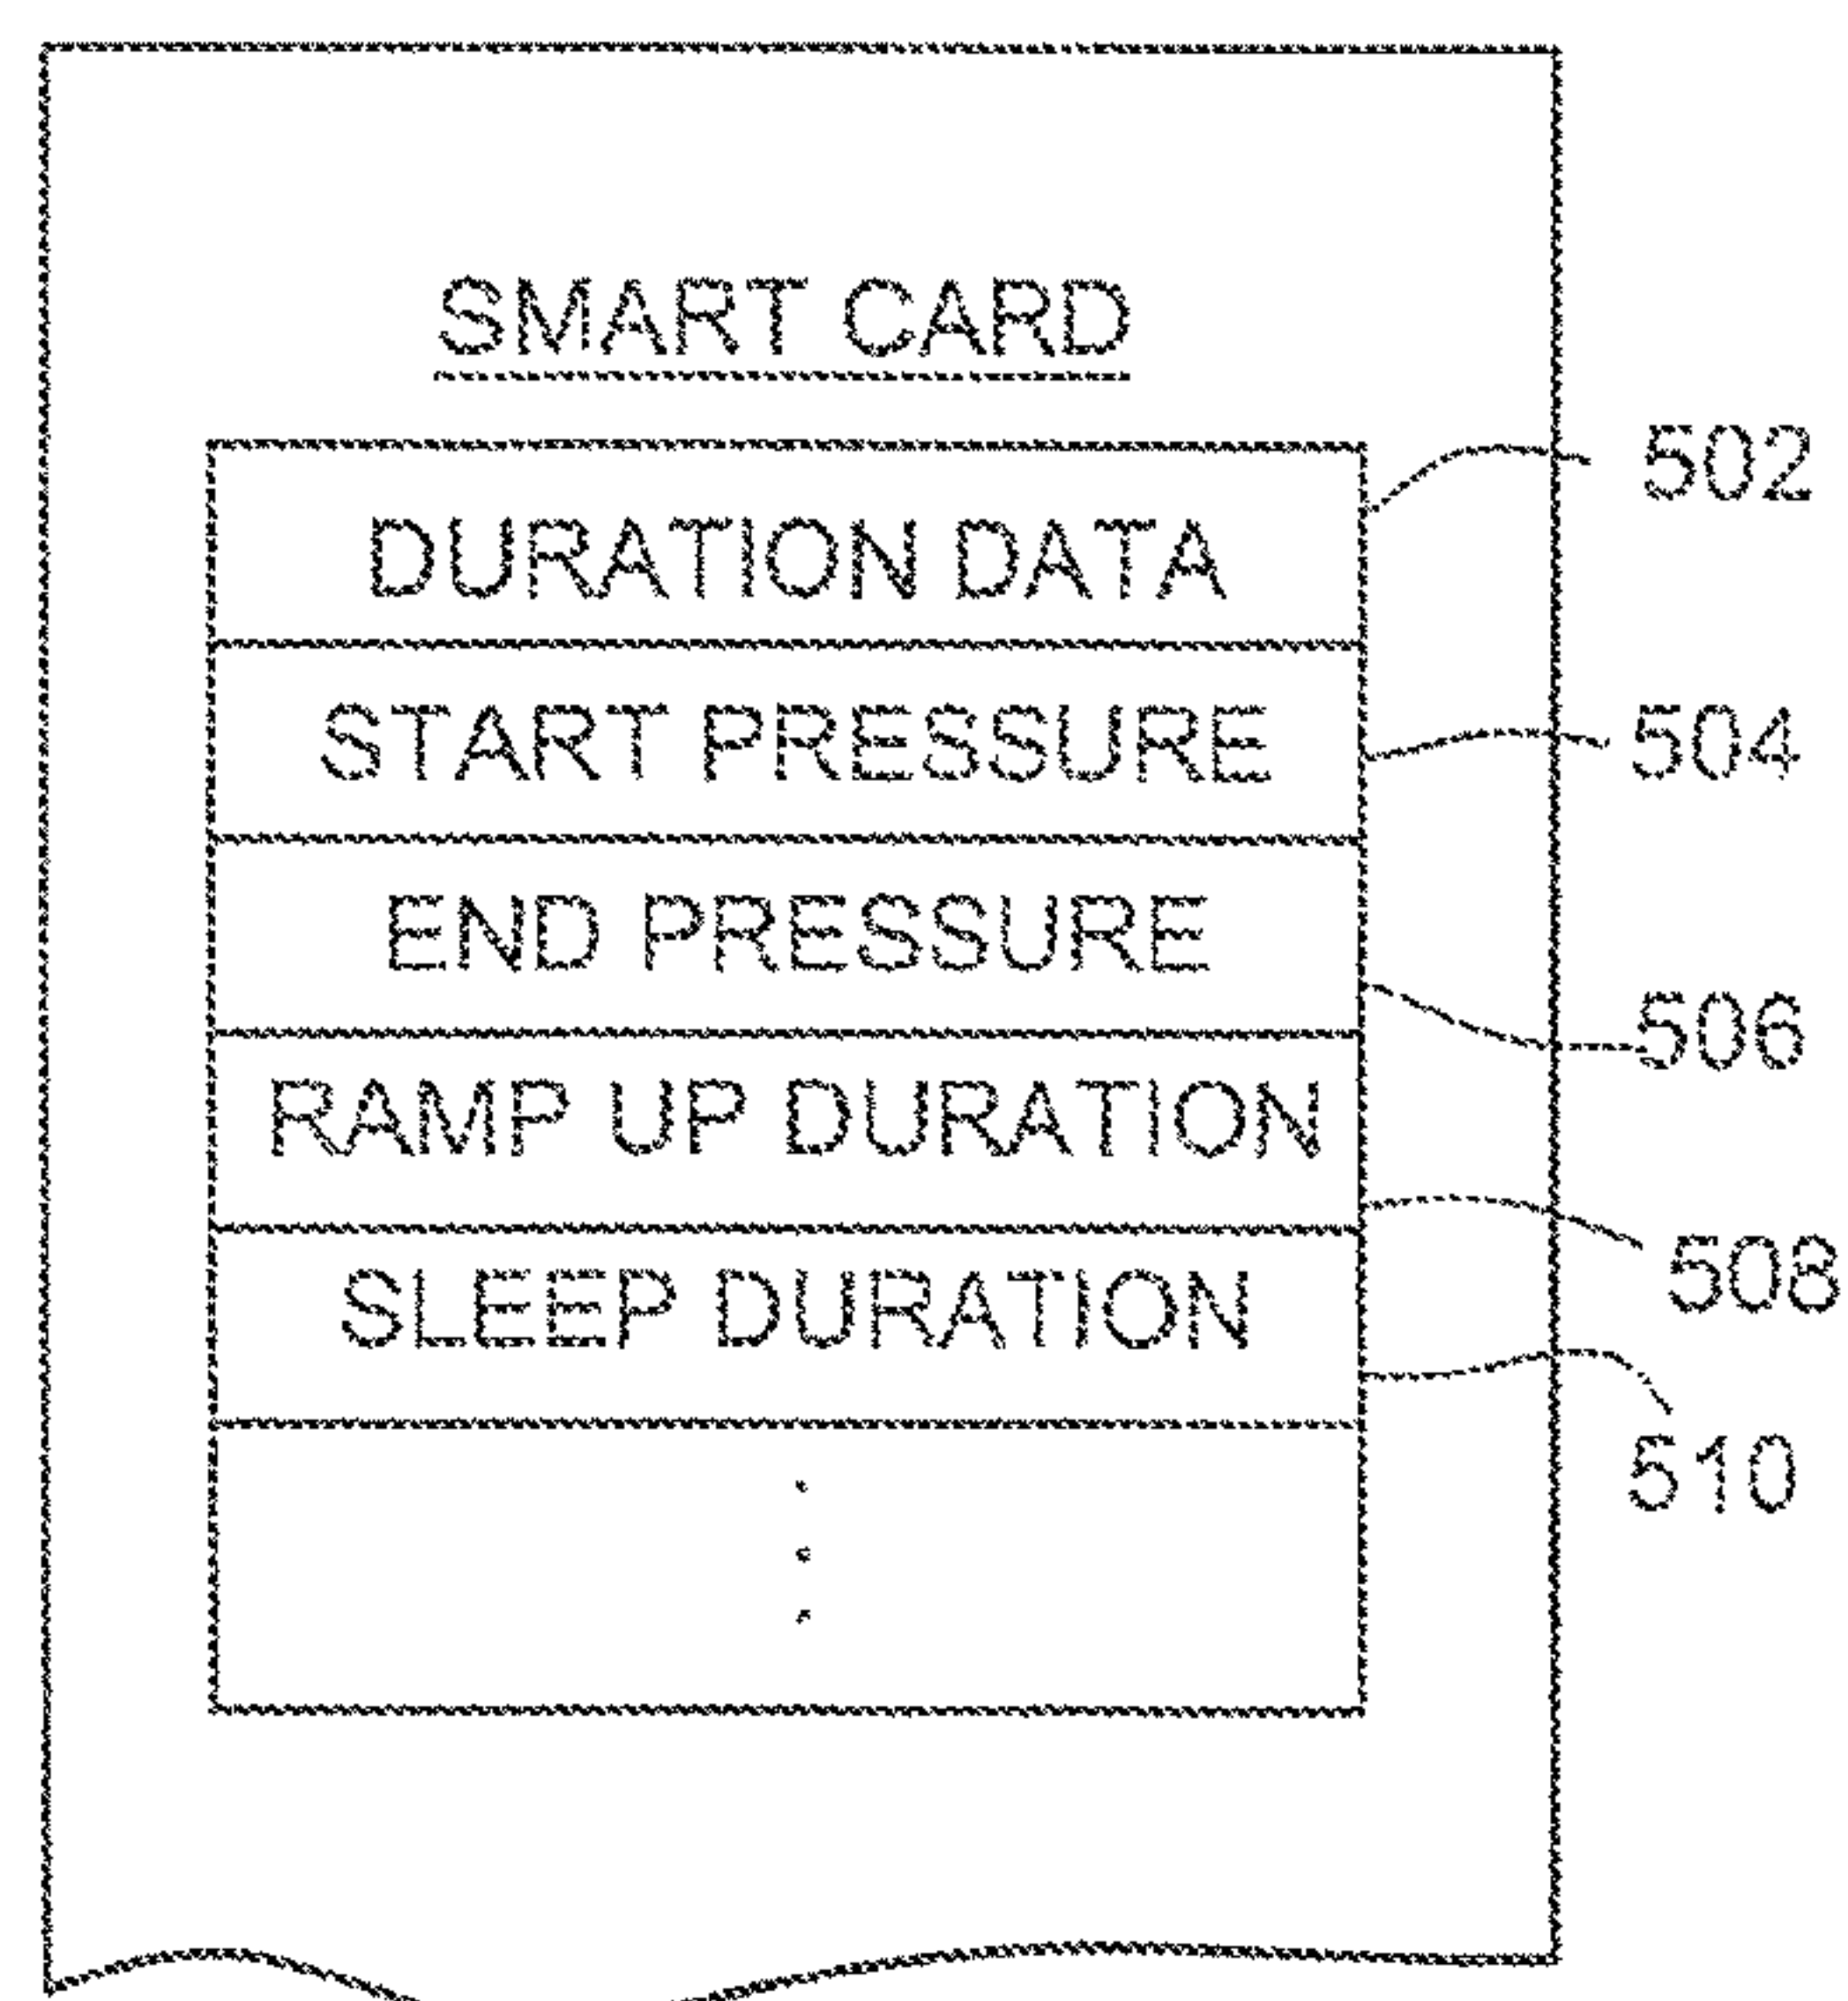 SMART CARD
DURATION DATA
502
START PRESSURE
504
END PRESSURE
506
RAMP UP DURATION
508
SLEEP DURATION
510